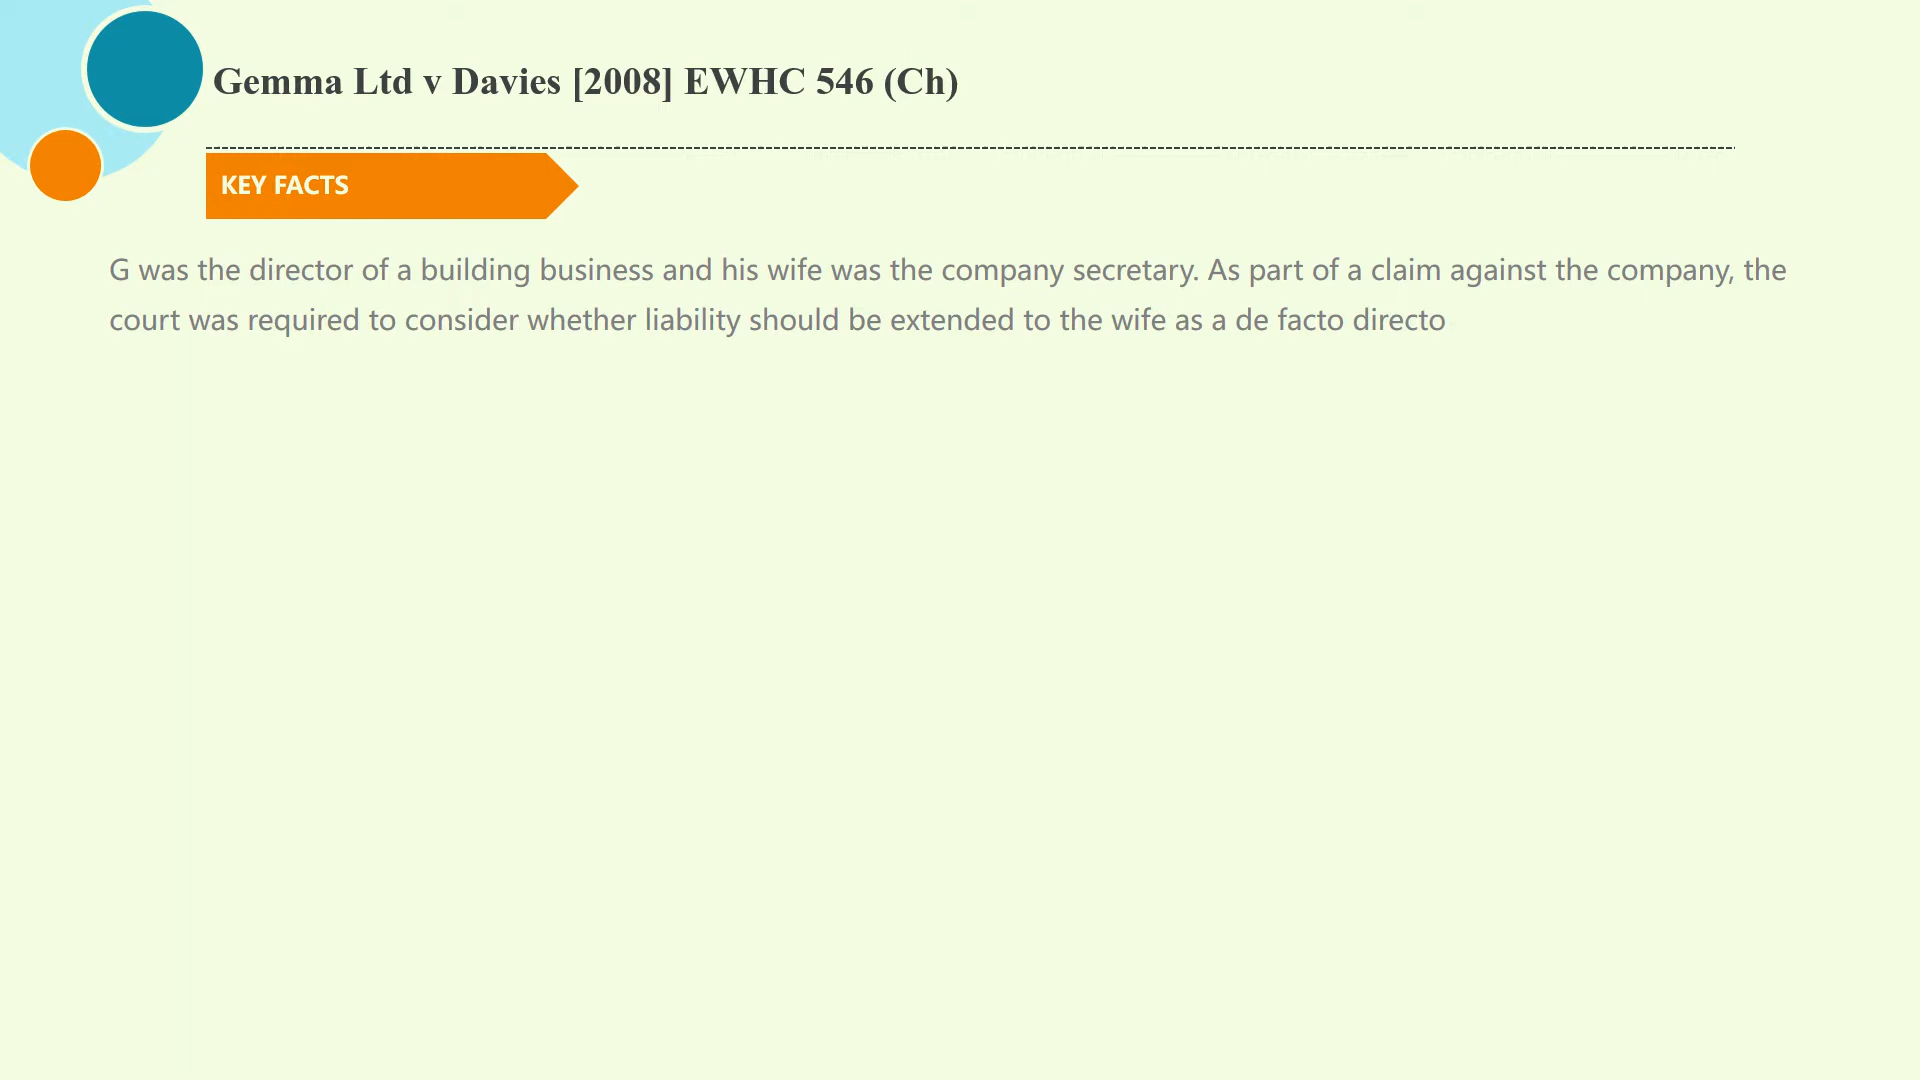 Gemma Ltd v Davies [2008] EWHC 546 (Ch)
KEY FACTS
G was the director of a building business and his wife was the company secretary. As part of a claim against the company, the
court was required to consider whether liability should be extended to the wife as a de facto directo